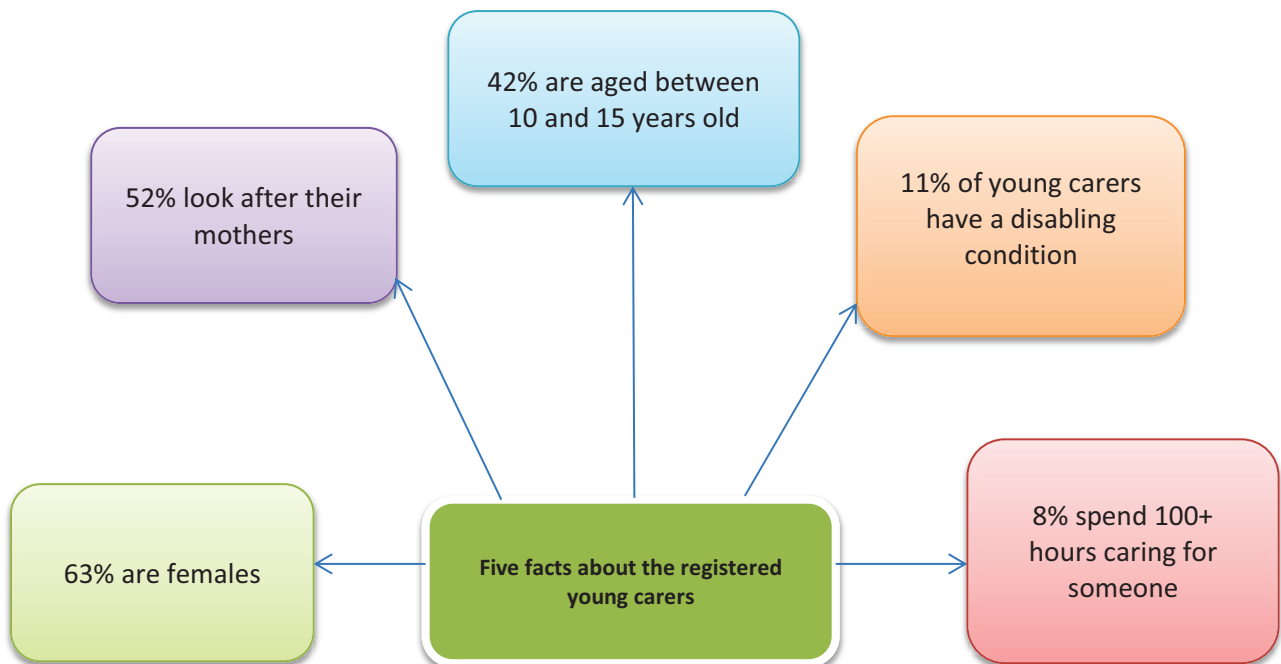 42% are aged between
10 and 15 years old
52% look after their
mothers
11% of young carers
have a disabling
condition
63% are females
Five facts about the registered
young carers
8% spend 100+
hours caring for
someone